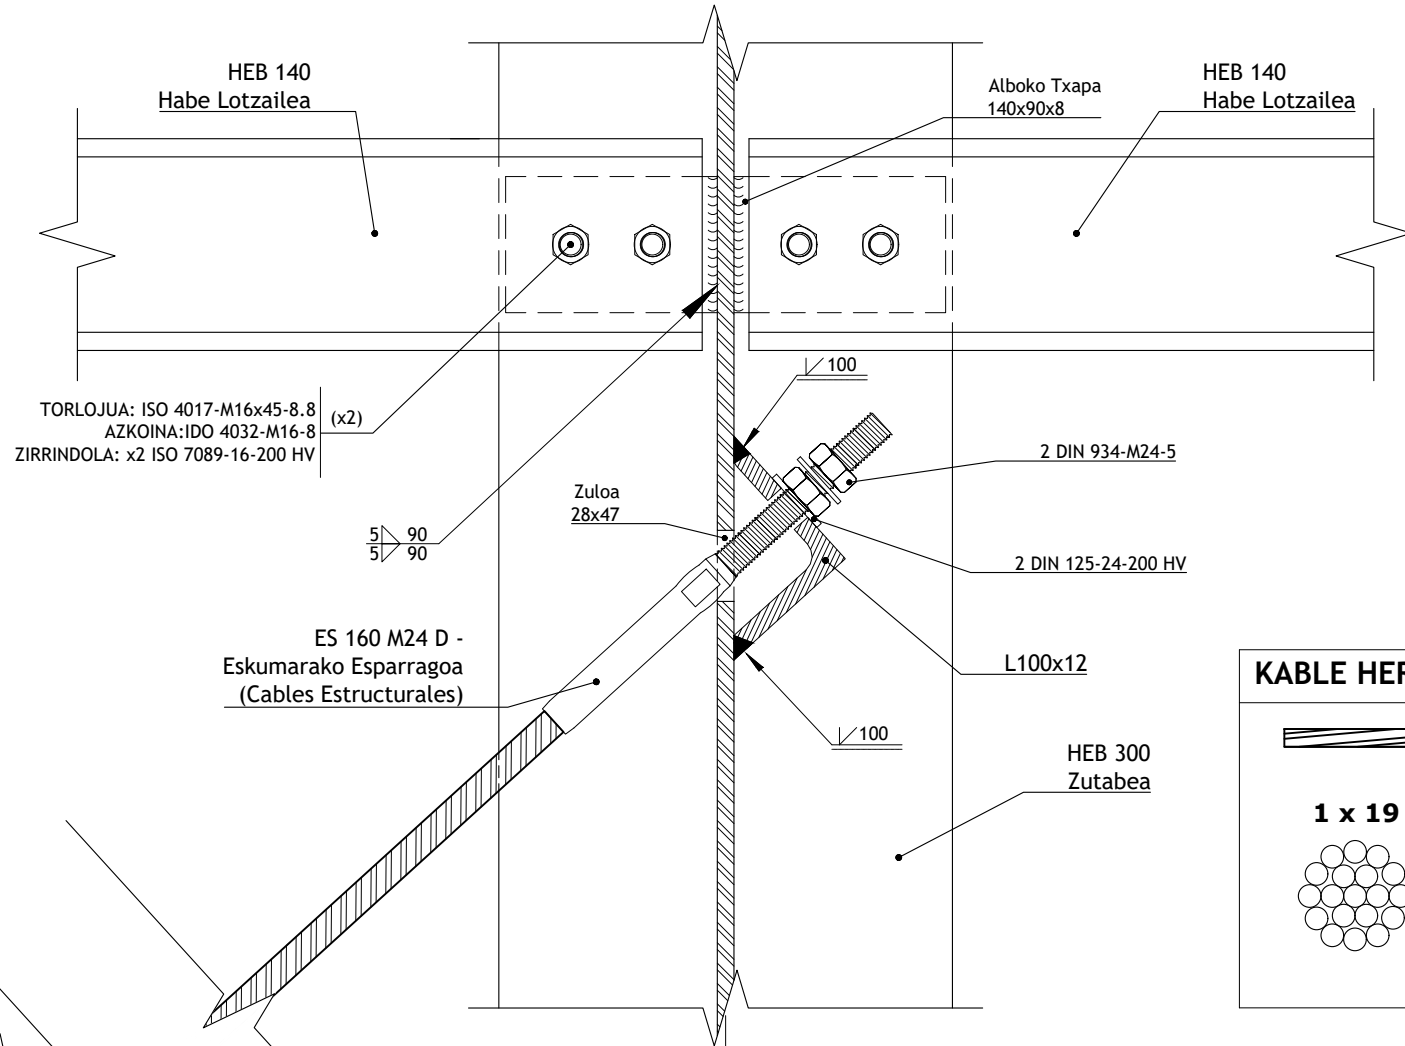 HEB 140
Habe Lotzailea
Alboko Txapa
140x90x8
HEB 140
Habe Lotzailea
TORLOJUA: ISO 4017-M16x45-8.8
AZKOINA:IDO 4032-M16-8
ZIRRINDOLA: x2 ISO 7089-16-200 HV
(x2)
100
2 DIN 934-M24-5
Zuloa
28x47
5 90
5 90
2 DIN 125-24-200 HV
ES 160 M24 D -
Eskumarako Esparragoa
(Cables Estructurales)
L100x12
100
HEB 300
Zutabea
KABLE HER
1 x 19